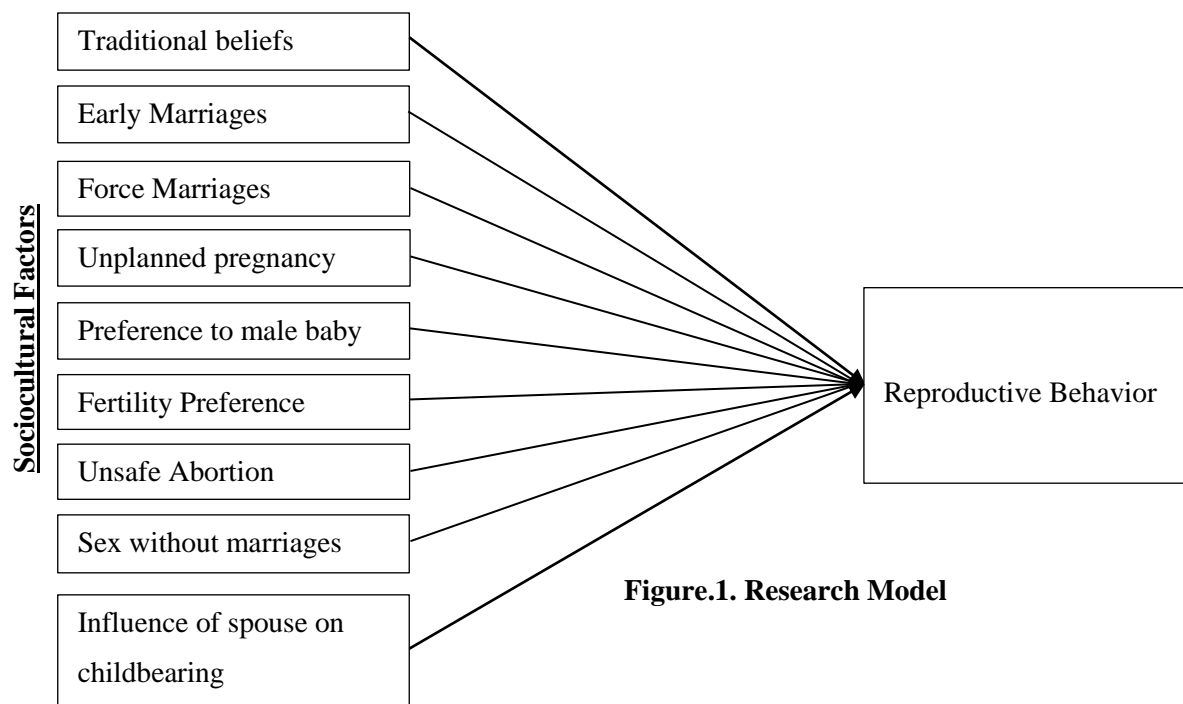 Sociocultural Factors
Traditional beliefs
Early Marriages
Force Marriages
Unplanned pregnancy
Preference to male baby
Fertility Preference
Unsafe Abortion
Sex without marriages
Influence of spouse on
childbearing
Reproductive Behavior
Figure.1. Research Model